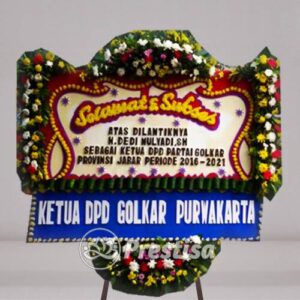 Selamat & Sukses
ATAS DILANTIKNYA
H.DEDI MULYADI,SH
SEBAGAI KETUA DPD PARTAI GOLKAR
PROVINSI JABAR PERIODE 2016-2021
KETUA DPD GOLKAR PURWAKARTA
Prestisa